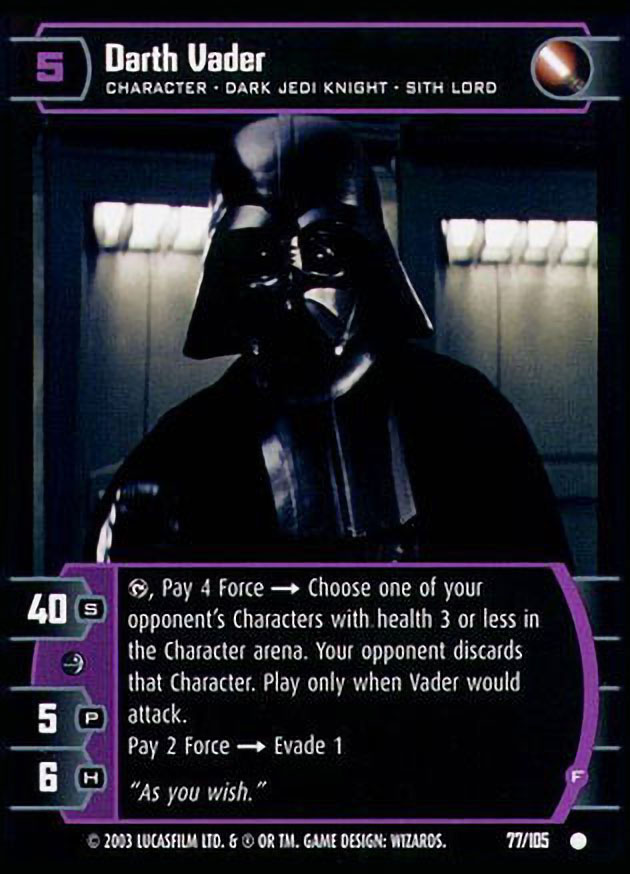 5
Darth Vader
CHARACTER · DARK JEDI KNIGHT · SITH LORD
40 S
5 P
6 H
, Pay 4 Force → Choose one of your
opponent's Characters with health 3 or less in
the Character arena. Your opponent discards
that Character. Play only when Vader would
attack.
Pay 2 Force → Evade 1
"As you wish."
F
© 2003 LUCASFILM LTD. & ® OR TM. GAME DESIGN: WIZARDS.
77/105